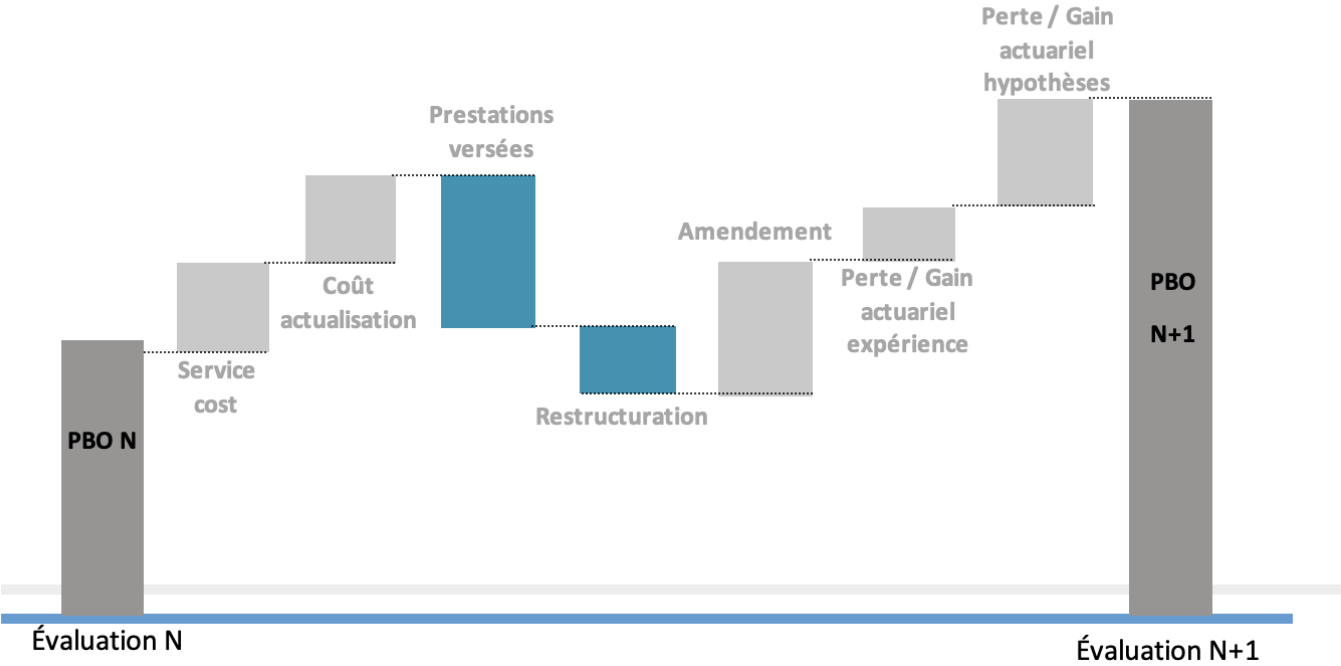 Perte / Gain
actuariel
hypothèses
Prestations
versées
Amendement
Coût
actualisation
Perte / Gain
actuariel
expérience
PBO
N+1
Service
cost
Restructuration
PBO N
Évaluation N
Évaluation N+1